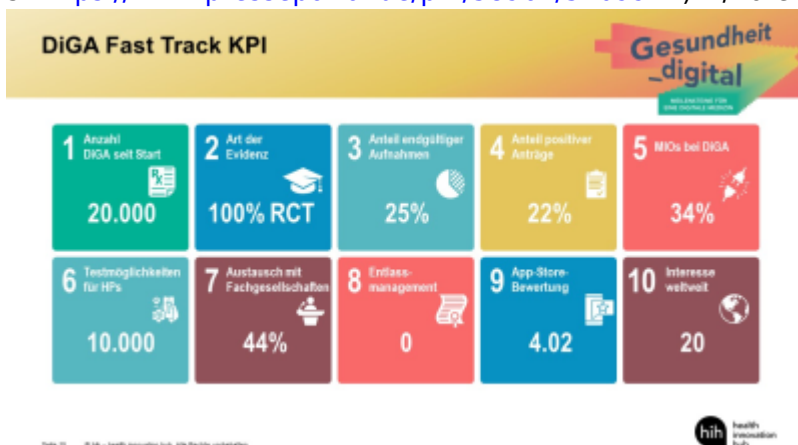 DiGA Fast Track KPI
Gesundheit
_digital
1 Anzahl
DiGA seit Start
20.000
2 Art der
Evidenz
100% RCT
3 Anteil endgültiger
Aufnahmen
25%
4 Anteil positiver
Anträge
22%
5 MIOs bei DiGA
34%
6 Testmöglichkeiten
für HPs
10.000
7 Austausch mit
Fachgesellschaften
44%
8 Entlass-
management
0
9 App-Store-
Bewertung
4.02
10 Interesse
weltweit
20
hih health
innovation
hub